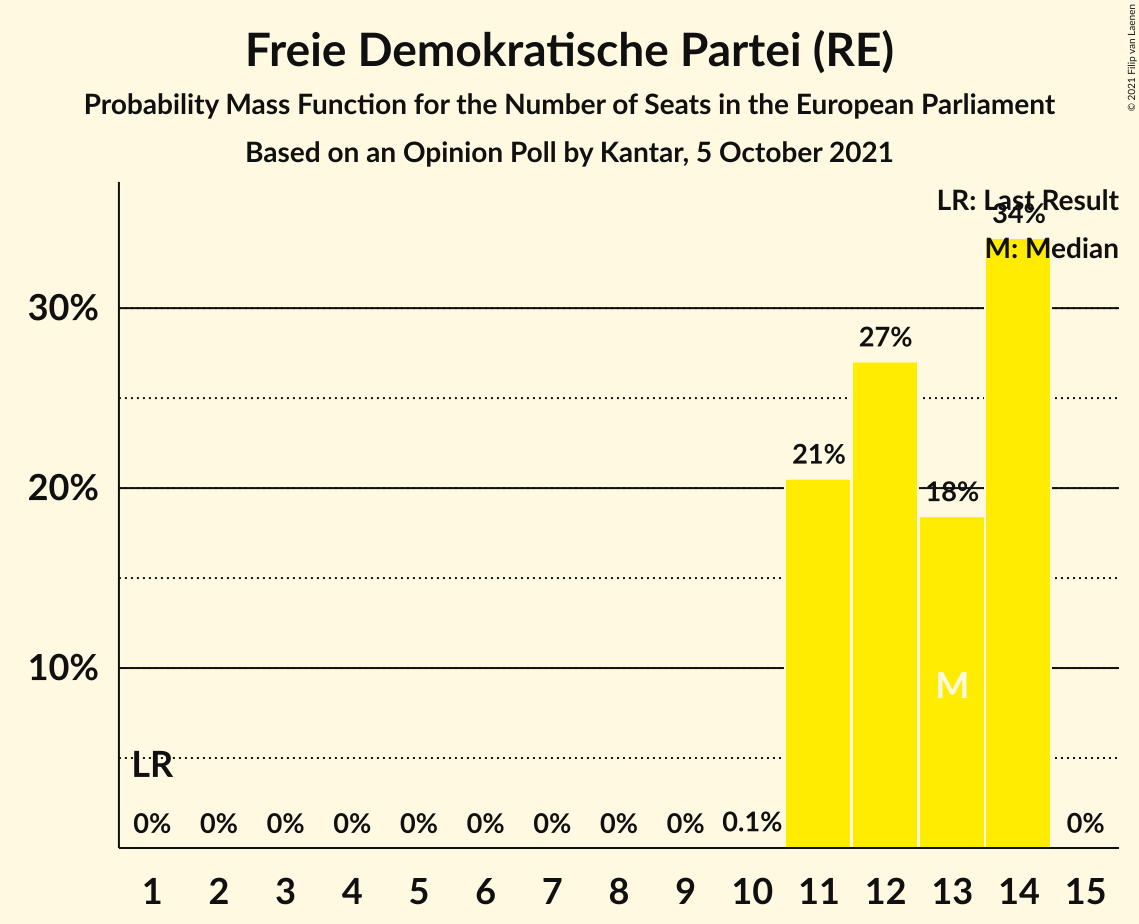 Freie Demokratische Partei (RE)
Probability Mass Function for the Number of Seats in the European Parliament
Based on an Opinion Poll by Kantar, 5 October 2021
© 2021 Filip van Laenen
LR: Last Result
M: Median
34%
30%
27%
21%
20%
18%
10%
M
LR
0% 0% 0% 0% 0% 0% 0% 0% 0% 0.1% 0%
1 2 3 4 5 6 7 8 9 10 11 12 13 14 15